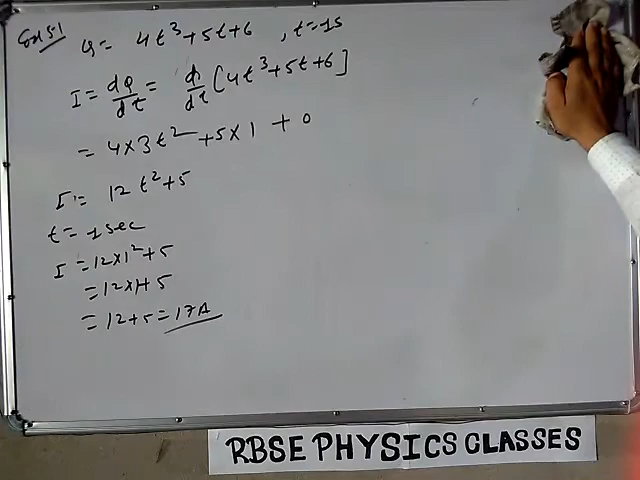 Ex 5.1 q = 4t³+5t+6 , t=1s
I = dq/dt = d/dt [4t³+5t+6]
= 4×3t² +5×1 + 0
I = 12t²+5
t = 1sec
I = 12×1²+5
= 12×1+5
= 12+5 = 17A
RBSE PHYSICS CLASSES